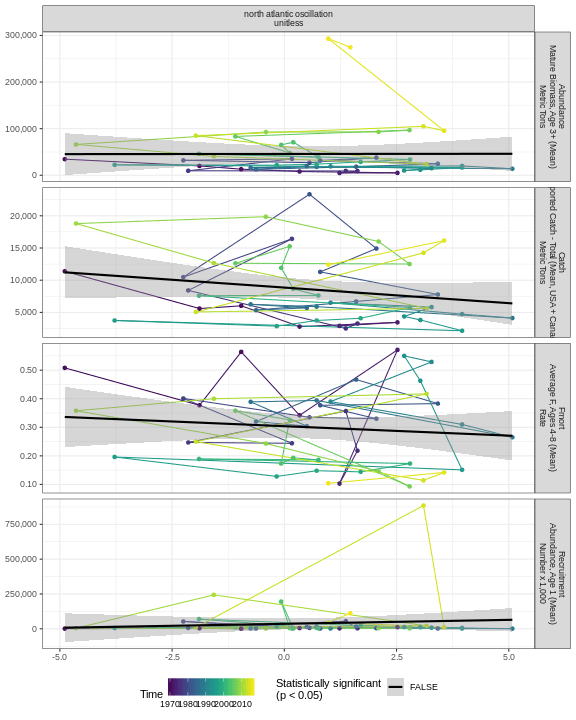 north atlantic oscillation
unitless
300,000
200,000
100,000
0
Abundance
Mature Biomass, Age 3+ (Mean)
Metric Tons
20,000
15,000
10,000
5,000
Catch
Catch - Total (Mean, USA + Cana
Metric Tons
0.50
0.40
0.30
0.20
0.10
Fmort
Average F, Ages 4-8 (Mean)
Rate
750,000
500,000
250,000
0
Recruitment
Abundance, Age 1 (Mean)
Number x 1,000
-5.0
-2.5
0.0
2.5
5.0
Time
1970 1980 1990 2000 2010
Statistically significant
(p < 0.05)
FALSE